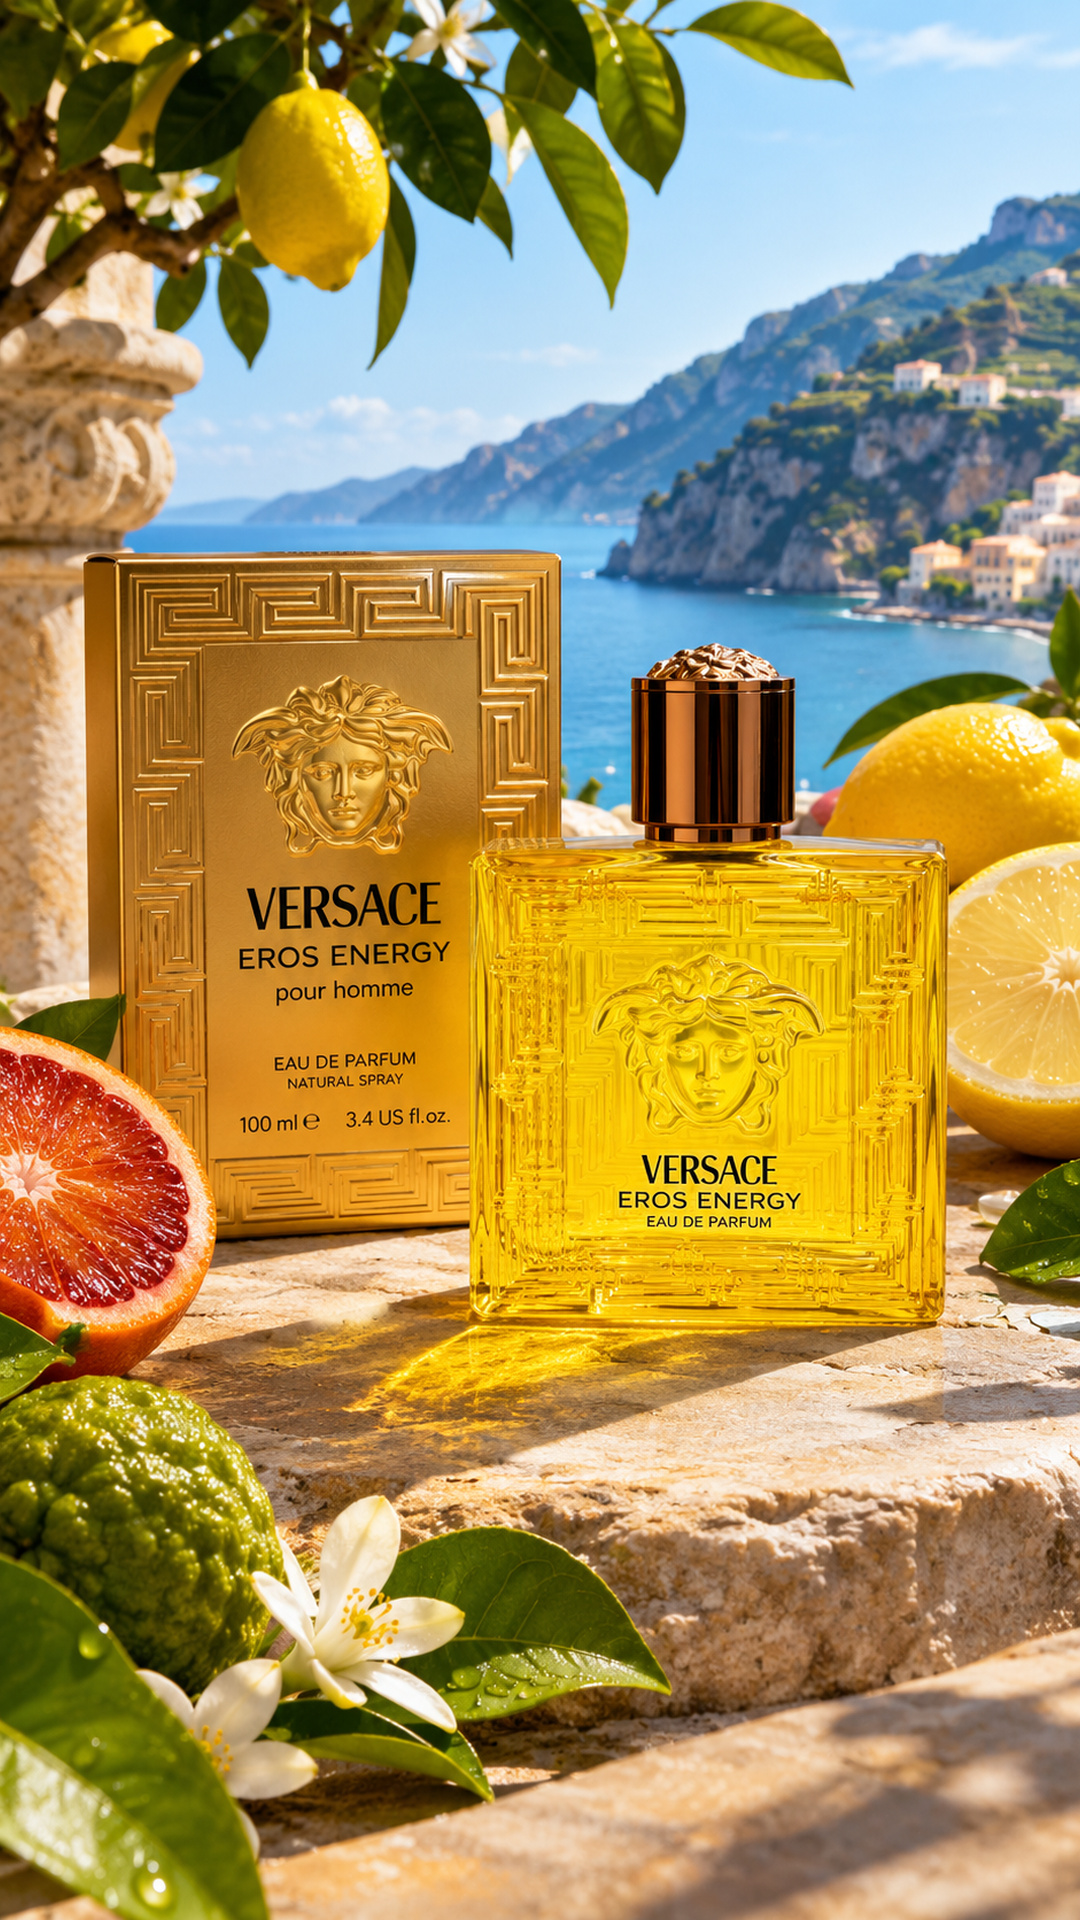 VERSACE
EROS ENERGY
pour homme
EAU DE PARFUM
NATURAL SPRAY
100 ml ℮ 3.4 US fl.oz.
VERSACE
EROS ENERGY
EAU DE PARFUM